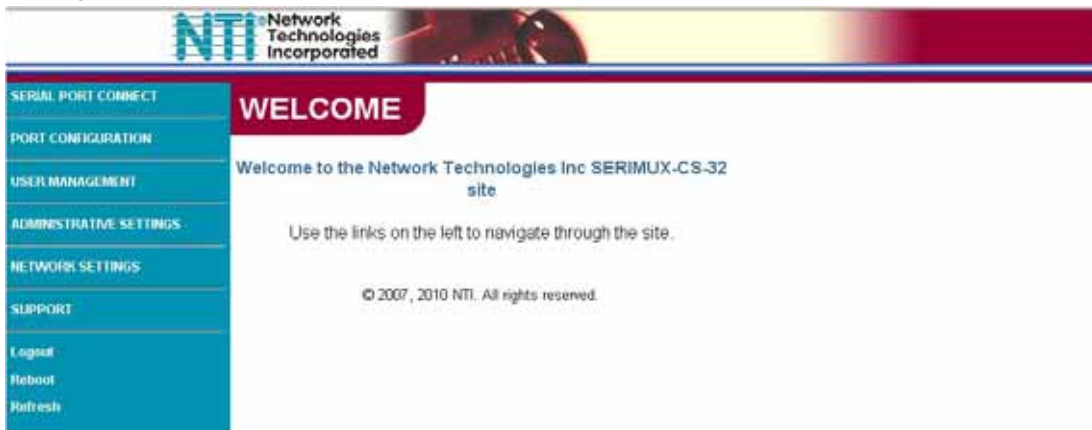 NTI
Network
Technologies
Incorporated
SERIAL PORT CONNECT
PORT CONFIGURATION
USER MANAGEMENT
ADMINISTRATIVE SETTINGS
NETWORK SETTINGS
SUPPORT
Logout
Reboot
Refresh
WELCOME
Welcome to the Network Technologies Inc SERIMUX-CS-32
site
Use the links on the left to navigate through the site.
© 2007, 2010 NTI. All rights reserved.